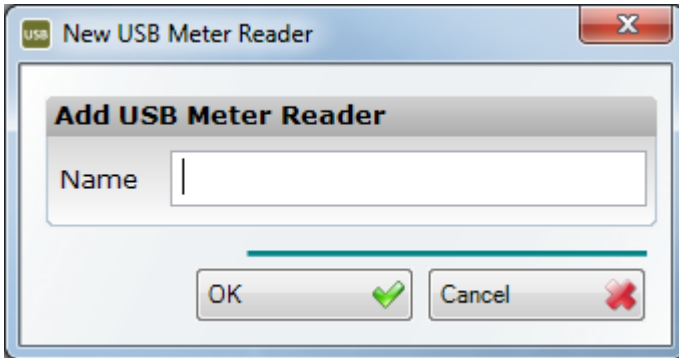 USB New USB Meter Reader
Add USB Meter Reader
Name
OK Cancel